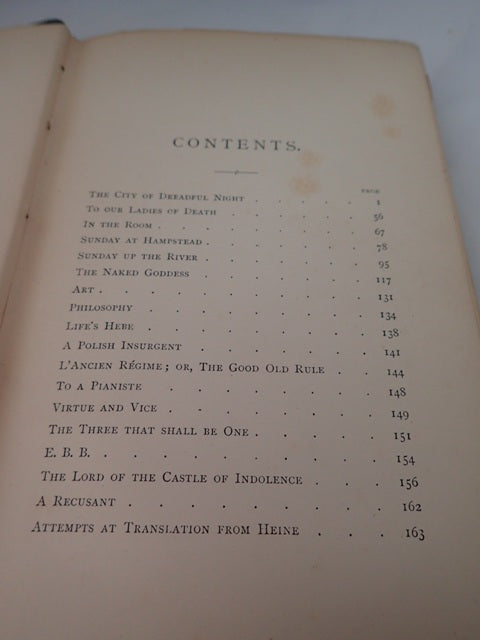 CONTENTS.
PAGE
THE CITY OF DREADFUL NIGHT . . . . 1
TO OUR LADIES OF DEATH . . . . . 56
IN THE ROOM . . . . . . . 67
SUNDAY AT HAMPSTEAD . . . . . . 78
SUNDAY UP THE RIVER . . . . . . 95
THE NAKED GODDESS . . . . . . 117
ART . . . . . . . . . 131
PHILOSOPHY . . . . . . . 134
LIFE'S HEBE . . . . . . . 138
A POLISH INSURGENT . . . . . . 141
L'ANCIEN RÉGIME; OR, THE GOOD OLD RULE . . 144
TO A PIANISTE . . . . . . . 148
VIRTUE AND VICE . . . . . . 149
THE THREE THAT SHALL BE ONE . . . . . 151
E. B. B. . . . . . . . . 154
THE LORD OF THE CASTLE OF INDOLENCE . . . 156
A RECUSANT . . . . . . . . 162
ATTEMPTS AT TRANSLATION FROM HEINE . . . 163